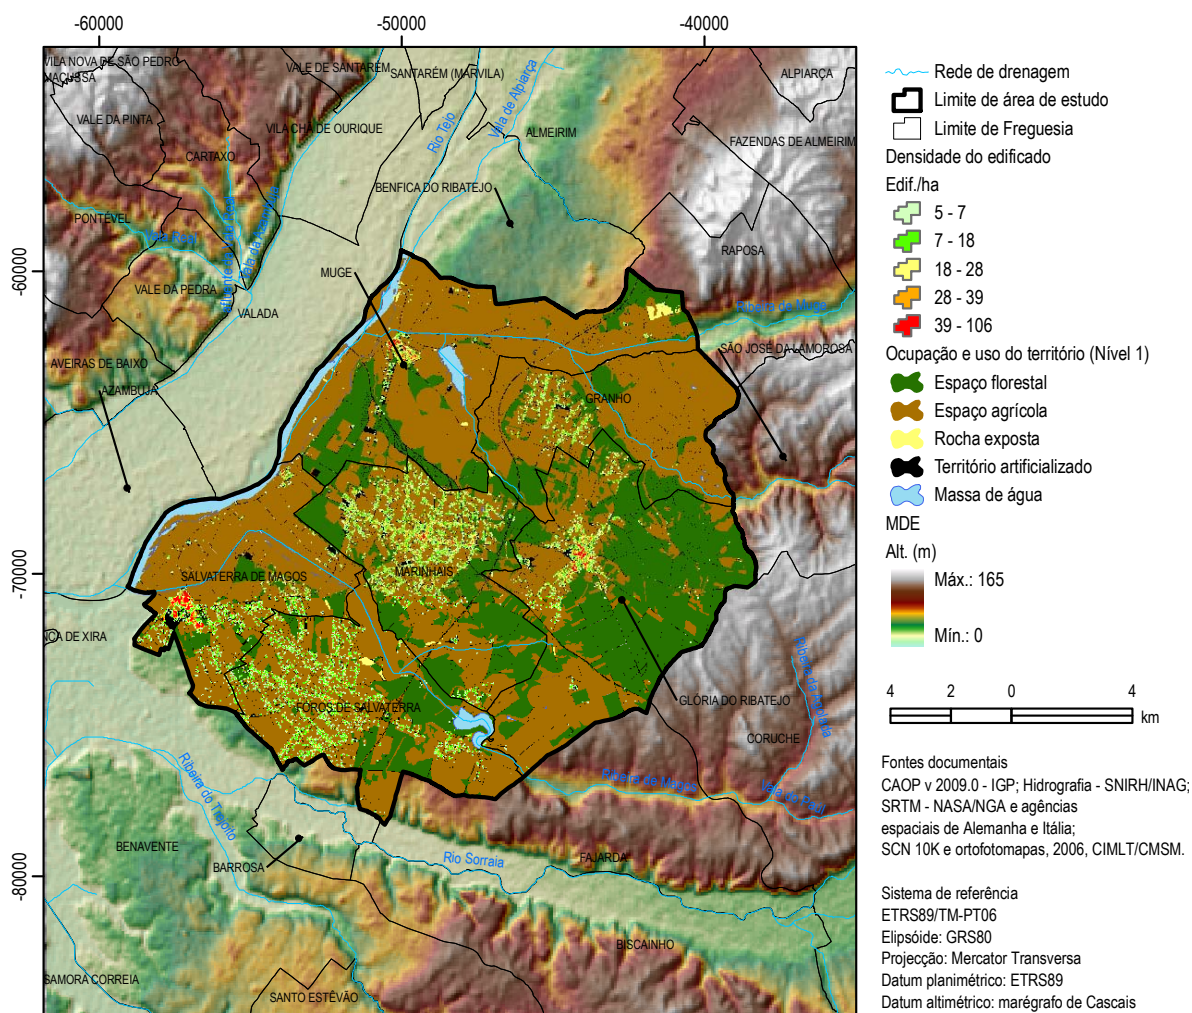 -60000
-50000
-40000
-60000
-70000
-80000
VILA NOVA DE SÃO PEDRO
MAÇUSSA
VALE DE SANTARÉM
SANTARÉM (MARVILA)
ALPIARÇA
VALE DA PINTA
VILA CHÃ DE OURIQUE
Rio Tejo
Vala de Alpiarça
ALMEIRIM
FAZENDAS DE ALMEIRIM
CARTAXO
BENFICA DO RIBATEJO
PONTÉVEL
Vala Real
RAPOSA
MUGE
VALE DA PEDRA
VALADA
Ribeira de Muge
AVEIRAS DE BAIXO
SÃO JOSÉ DA LAMOROSA
AZAMBUJA
GRANHO
SALVATERRA DE MAGOS
MARINHAIS
NCA DE XIRA
GLÓRIA DO RIBATEJO
FOROS DE SALVATERRA
CORUCHE
Ribeira de Magos
Vala do Paul
Ribeira do Trejoito
BENAVENTE
BARROSA
Rio Sorraia
FAJARDA
BISCAINHO
SAMORA CORREIA
SANTO ESTÊVÃO
Rede de drenagem
Limite de área de estudo
Limite de Freguesia
Densidade do edificado
Edif./ha
5 - 7
7 - 18
18 - 28
28 - 39
39 - 106
Ocupação e uso do território (Nível 1)
Espaço florestal
Espaço agrícola
Rocha exposta
Território artificializado
Massa de água
MDE
Alt. (m)
Máx.: 165
Mín.: 0
4 2 0 4
km
Fontes documentais
CAOP v 2009.0 - IGP; Hidrografia - SNIRH/INAG;
SRTM - NASA/NGA e agências
espaciais de Alemanha e Itália;
SCN 10K e ortofotomapas, 2006, CIMLT/CMSM.
Sistema de referência
ETRS89/TM-PT06
Elipsóide: GRS80
Projecção: Mercator Transversa
Datum planimétrico: ETRS89
Datum altimétrico: marégrafo de Cascais